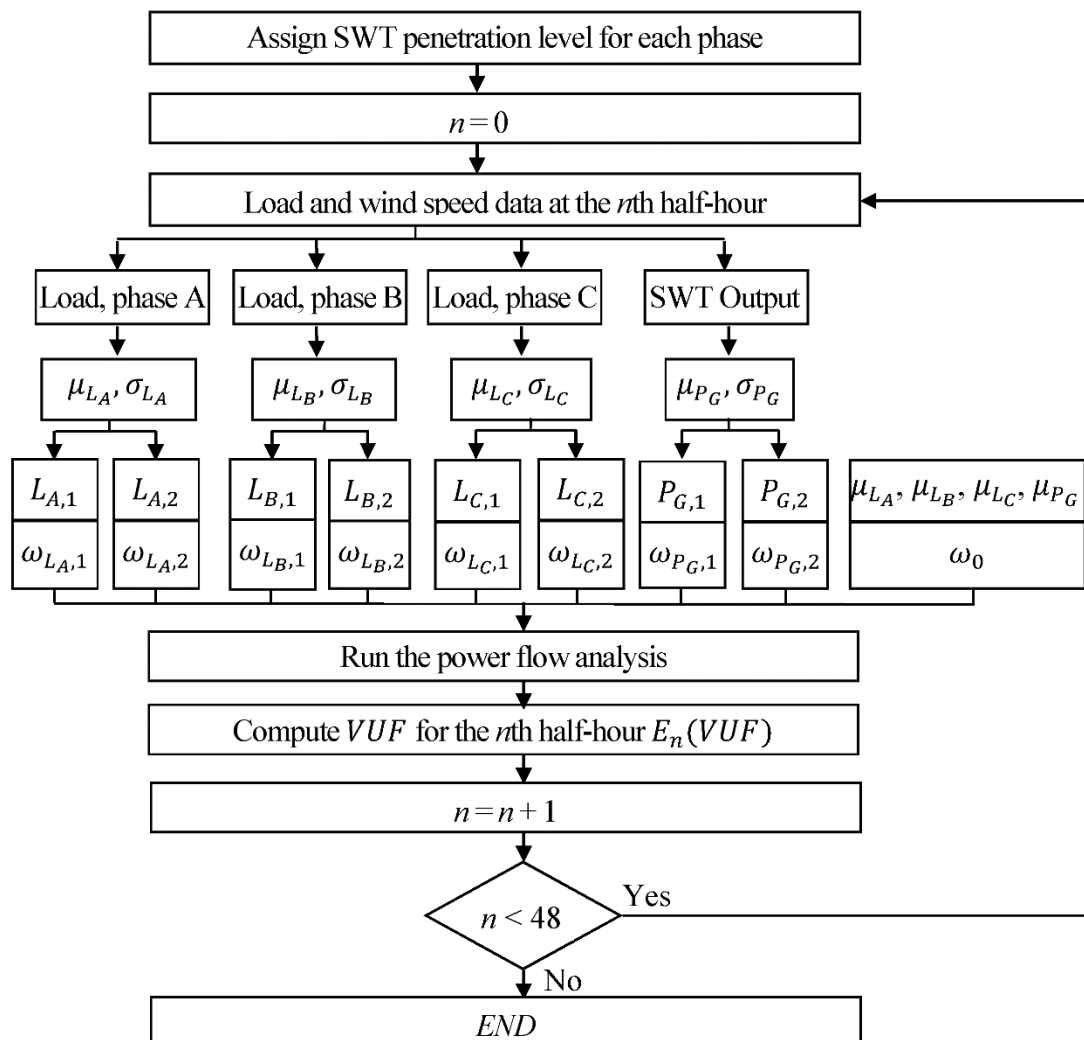 Assign SWT penetration level for each phase
n = 0
Load and wind speed data at the nth half-hour
Load, phase A
Load, phase B
Load, phase C
SWT Output
μ_{L_A}, σ_{L_A}
μ_{L_B}, σ_{L_B}
μ_{L_C}, σ_{L_C}
μ_{P_G}, σ_{P_G}
L_{A,1}
L_{A,2}
L_{B,1}
L_{B,2}
L_{C,1}
L_{C,2}
P_{G,1}
P_{G,2}
μ_{L_A}, μ_{L_B}, μ_{L_C}, μ_{P_G}
ω_{L_A,1}
ω_{L_A,2}
ω_{L_B,1}
ω_{L_B,2}
ω_{L_C,1}
ω_{L_C,2}
ω_{P_G,1}
ω_{P_G,2}
ω_0
Run the power flow analysis
Compute VUF for the nth half-hour E_n(VUF)
n = n + 1
n < 48
Yes
No
END